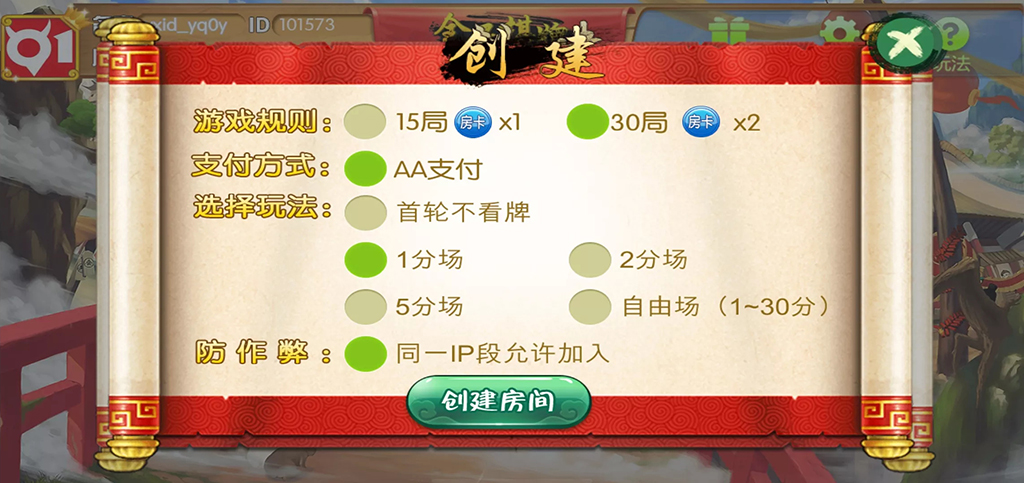 xid_yq0y ID 101573
创建
玩法
游戏规则： 15局 房卡 x1 30局 房卡 x2
支付方式： AA支付
选择玩法： 首轮不看牌
1分场 2分场
5分场 自由场（1~30分）
防作弊： 同一IP段允许加入
创建房间